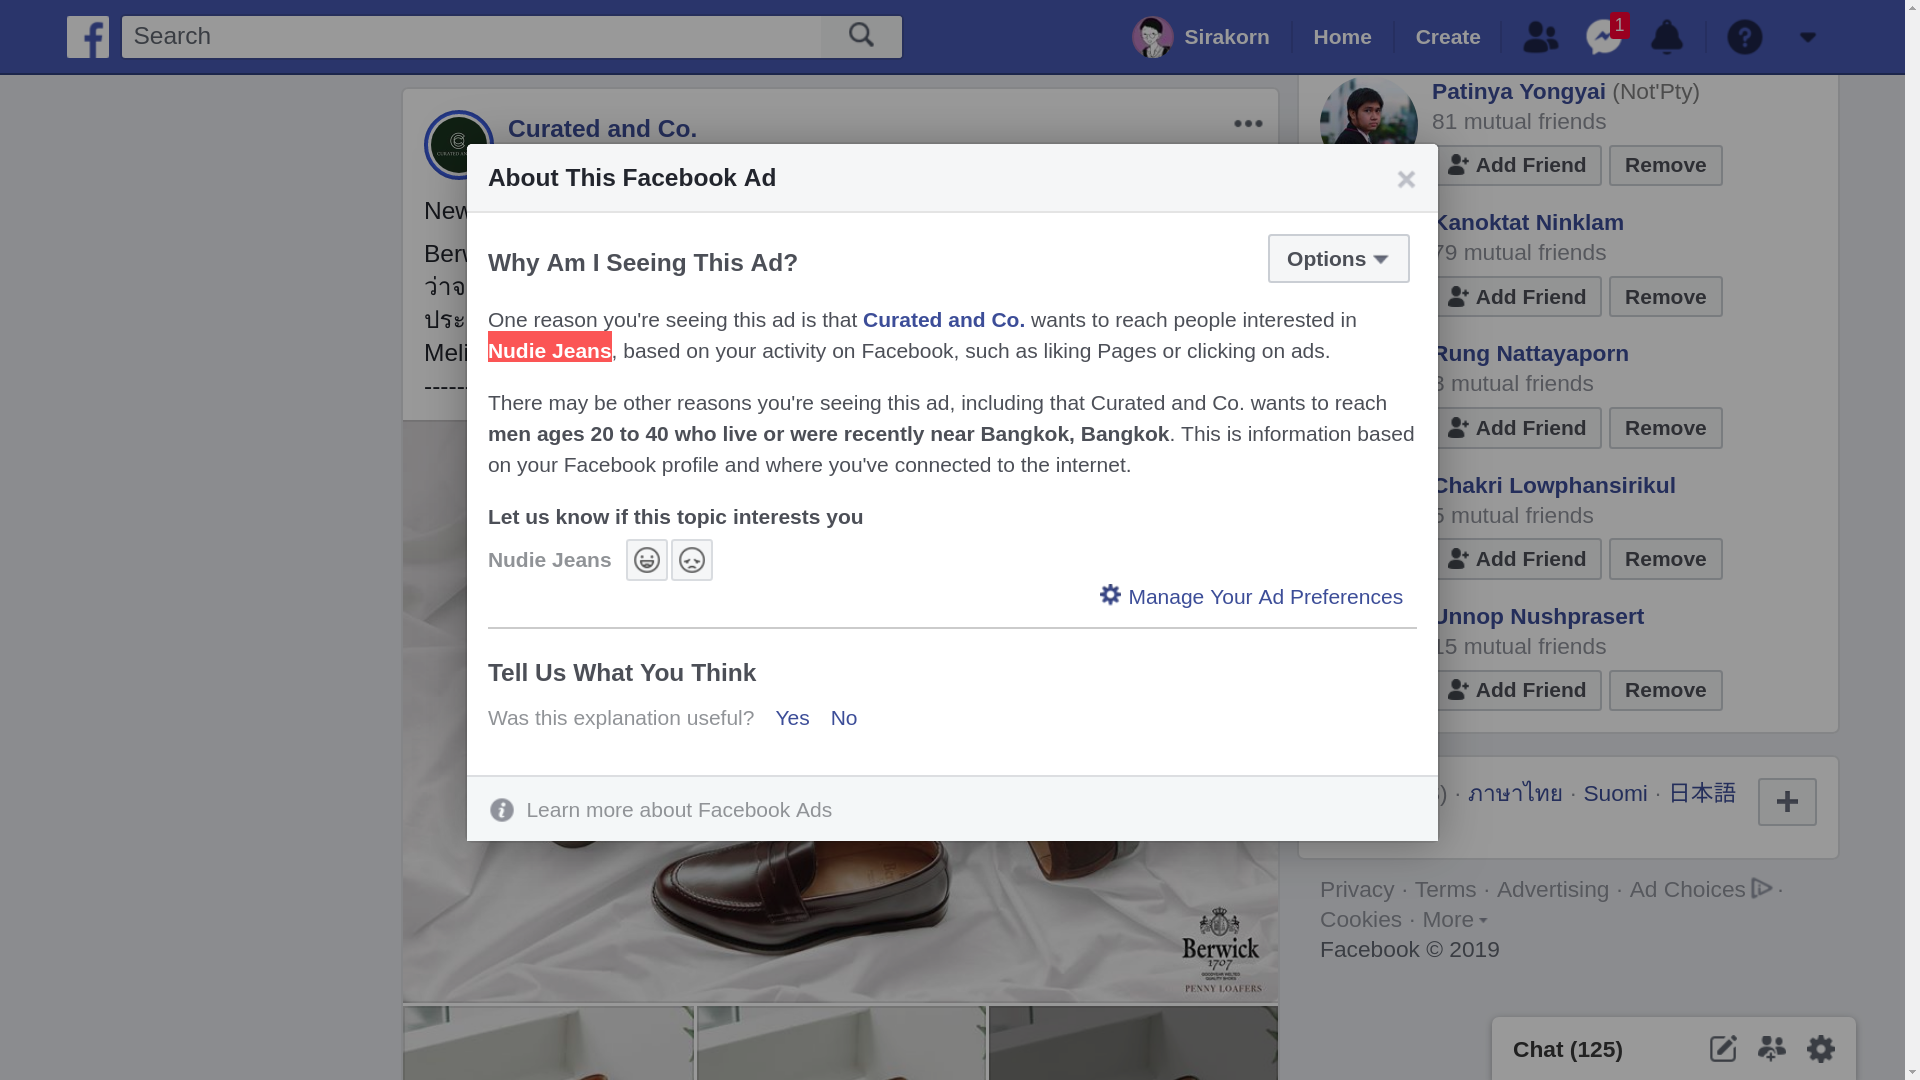 Search
Sirakorn
Home
Create
1
Curated and Co.
New
Berw
ว่าจ
ประ
Meli
About This Facebook Ad
Why Am I Seeing This Ad?
Options
One reason you're seeing this ad is that Curated and Co. wants to reach people interested in
Nudie Jeans, based on your activity on Facebook, such as liking Pages or clicking on ads.
There may be other reasons you're seeing this ad, including that Curated and Co. wants to reach
men ages 20 to 40 who live or were recently near Bangkok, Bangkok. This is information based
on your Facebook profile and where you've connected to the internet.
Let us know if this topic interests you
Nudie Jeans
Manage Your Ad Preferences
Tell Us What You Think
Was this explanation useful? Yes No
Learn more about Facebook Ads
Berwick
1707
PENNY LOAFERS
Patinya Yongyai (Not'Pty)
81 mutual friends
Add Friend Remove
Kanoktat Ninklam
79 mutual friends
Add Friend Remove
Rung Nattayaporn
3 mutual friends
Add Friend Remove
Chakri Lowphansirikul
5 mutual friends
Add Friend Remove
Unnop Nushprasert
15 mutual friends
Add Friend Remove
) · ภาษาไทย · Suomi · 日本語
Privacy · Terms · Advertising · Ad Choices ·
Cookies · More
Facebook © 2019
Chat (125)